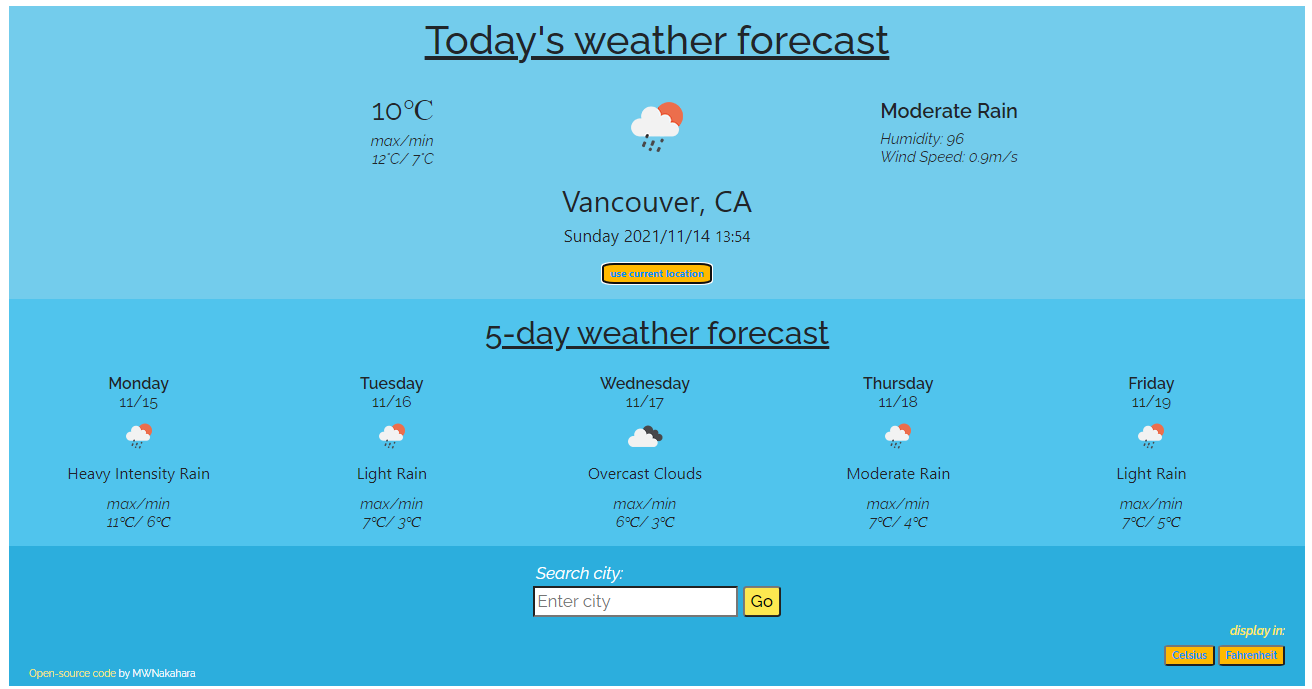 Today's weather forecast
10°C
max/min
12°C/ 7°C
Moderate Rain
Humidity: 96
Wind Speed: 0.9m/s
Vancouver, CA
Sunday 2021/11/14 13:54
use current location
5-day weather forecast
Monday
11/15
Heavy Intensity Rain
max/min
11°C/ 6°C
Tuesday
11/16
Light Rain
max/min
7°C/ 3°C
Wednesday
11/17
Overcast Clouds
max/min
6°C/ 3°C
Thursday
11/18
Moderate Rain
max/min
7°C/ 4°C
Friday
11/19
Light Rain
max/min
7°C/ 5°C
Search city:
Enter city
Go
display in:
Celsius
Fahrenheit
Open-source code by MWNakahara